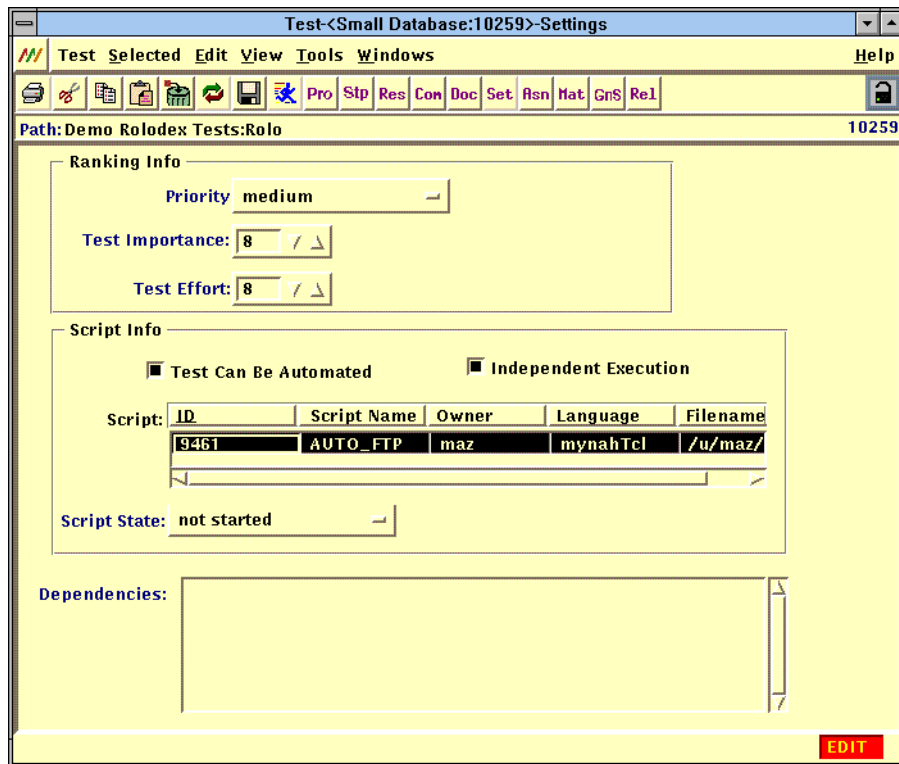 Test-<Small Database:10259>-Settings
Test Selected Edit View Tools Windows Help
Pro Stp Res Com Doc Set Asn Mat GnS Rel
Path: Demo Rolodex Tests:Rolo 10259
Ranking Info
Priority medium
Test Importance: 8
Test Effort: 8
Script Info
Test Can Be Automated Independent Execution
Script: ID Script Name Owner Language Filename
9461 AUTO_FTP maz mynahTcl /u/maz/
Script State: not started
Dependencies:
EDIT